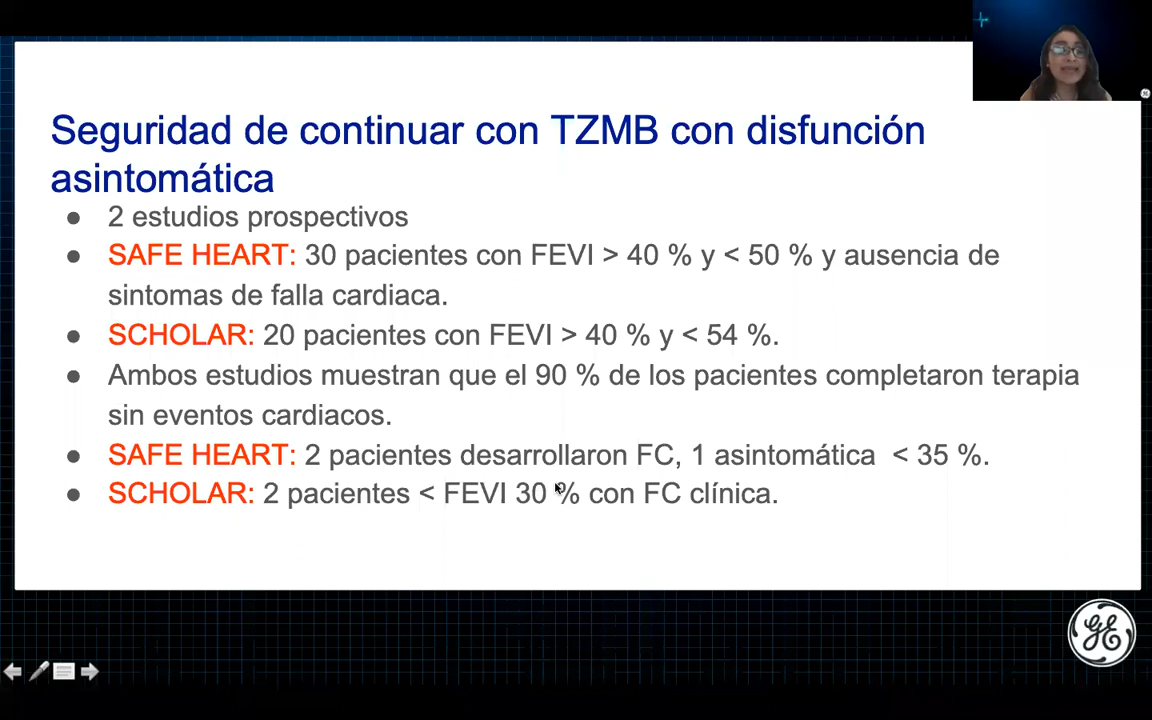 Seguridad de continuar con TZMB con disfunción
asintomática
● 2 estudios prospectivos
● SAFE HEART: 30 pacientes con FEVI > 40 % y < 50 % y ausencia de
sintomas de falla cardiaca.
● SCHOLAR: 20 pacientes con FEVI > 40 % y < 54 %.
● Ambos estudios muestran que el 90 % de los pacientes completaron terapia
sin eventos cardiacos.
● SAFE HEART: 2 pacientes desarrollaron FC, 1 asintomática < 35 %.
● SCHOLAR: 2 pacientes < FEVI 30 % con FC clínica.
GE